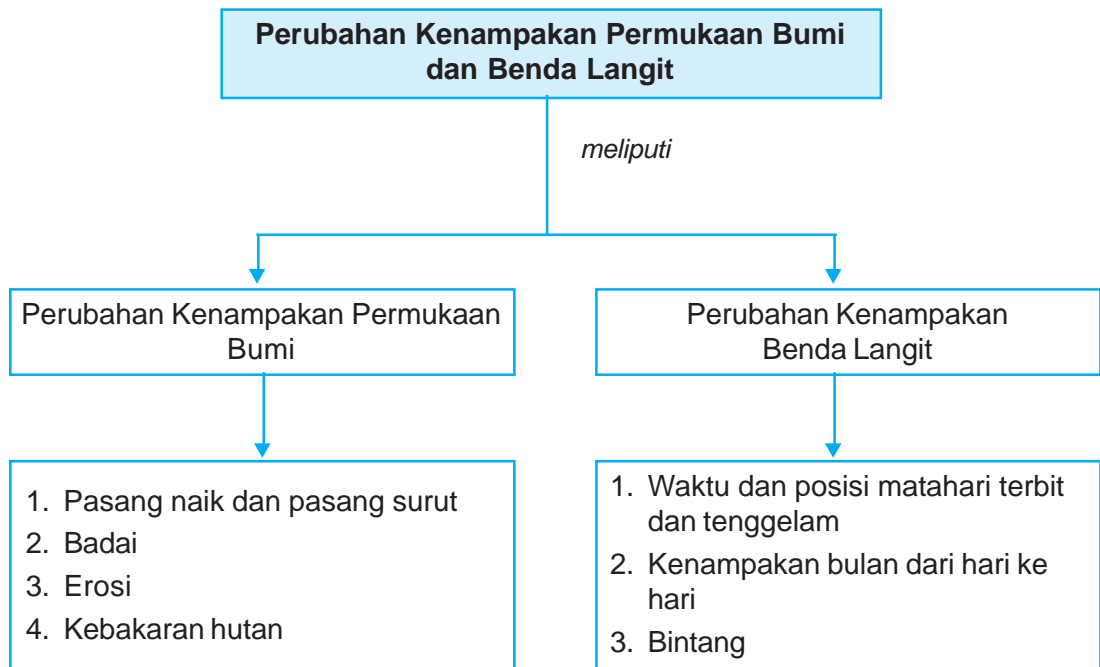 Perubahan Kenampakan Permukaan Bumi
dan Benda Langit
meliputi
Perubahan Kenampakan Permukaan
Bumi
Perubahan Kenampakan
Benda Langit
1. Pasang naik dan pasang surut
2. Badai
3. Erosi
4. Kebakaran hutan
1. Waktu dan posisi matahari terbit
dan tenggelam
2. Kenampakan bulan dari hari ke
hari
3. Bintang